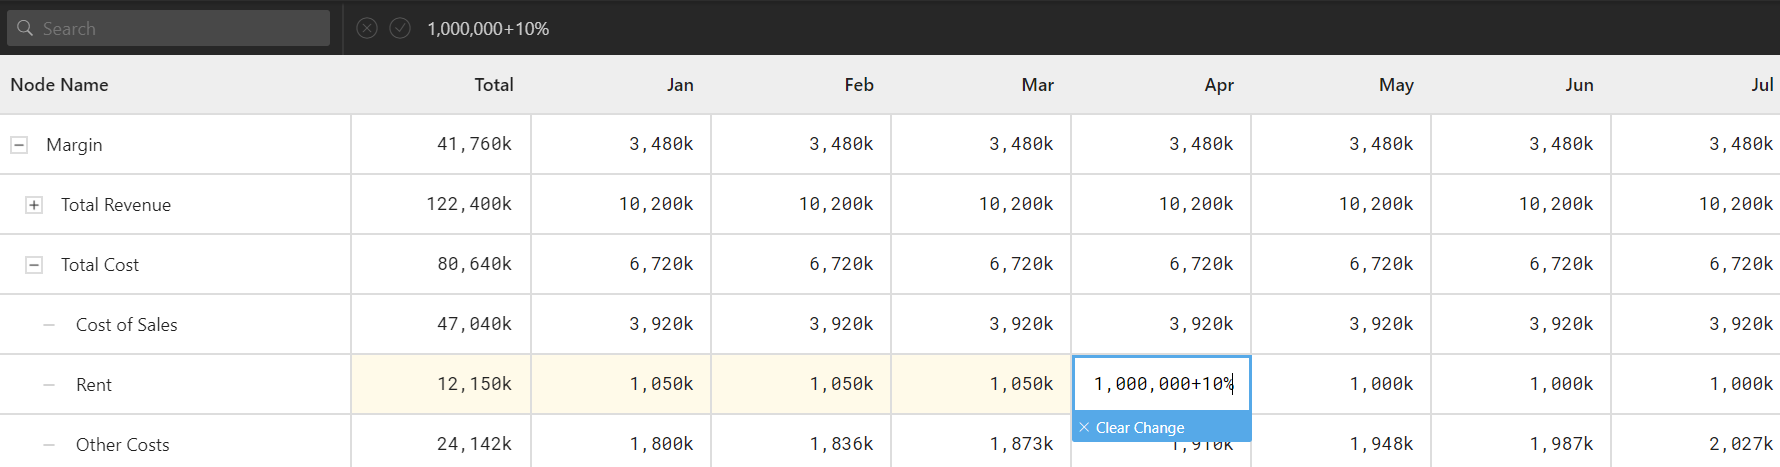 Search 1,000,000+10%
Node Name Total Jan Feb Mar Apr May Jun Jul
Margin 41,760k 3,480k 3,480k 3,480k 3,480k 3,480k 3,480k 3,480k
Total Revenue 122,400k 10,200k 10,200k 10,200k 10,200k 10,200k 10,200k 10,200k
Total Cost 80,640k 6,720k 6,720k 6,720k 6,720k 6,720k 6,720k 6,720k
Cost of Sales 47,040k 3,920k 3,920k 3,920k 3,920k 3,920k 3,920k 3,920k
Rent 12,150k 1,050k 1,050k 1,050k 1,000,000+10% 1,000k 1,000k 1,000k
Clear Change
Other Costs 24,142k 1,800k 1,836k 1,873k 1,910k 1,948k 1,987k 2,027k